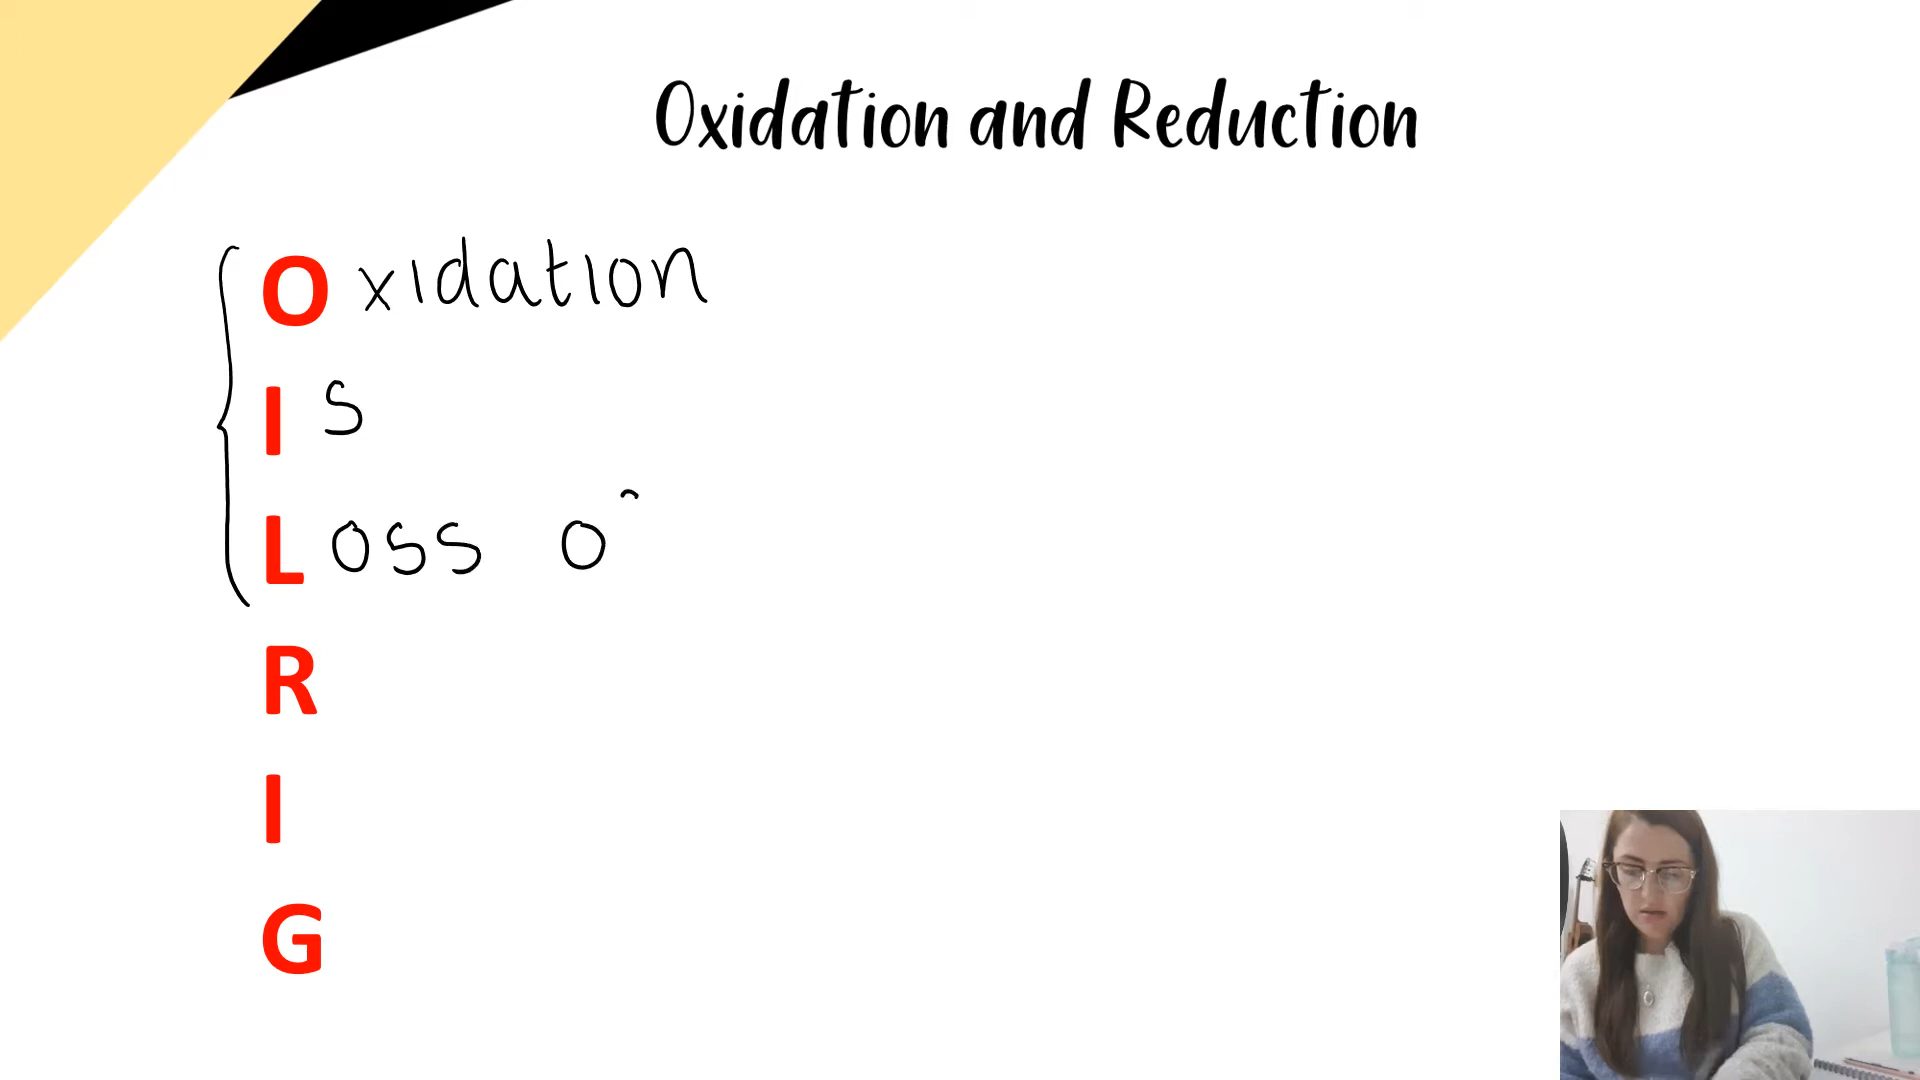 Oxidation and Reduction
Oxidation
Is
Loss o
R
I
G